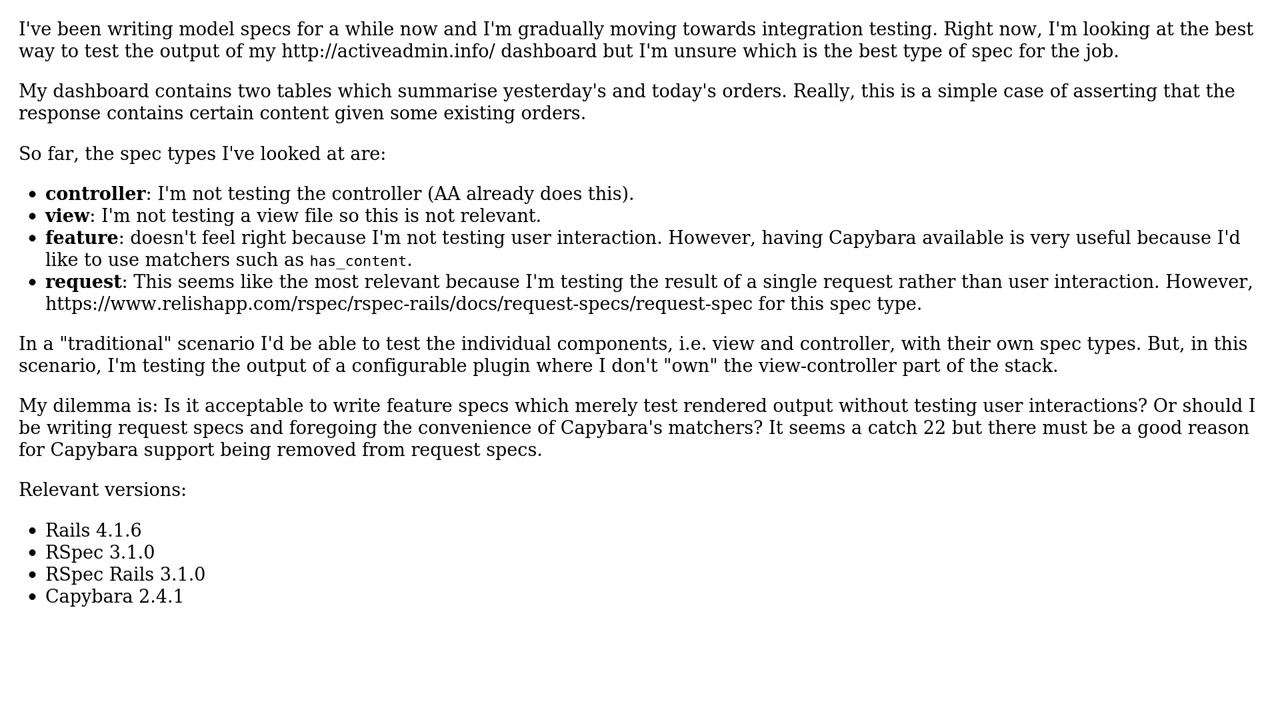 I've been writing model specs for a while now and I'm gradually moving towards integration testing. Right now, I'm looking at the best
way to test the output of my http://activeadmin.info/ dashboard but I'm unsure which is the best type of spec for the job.
My dashboard contains two tables which summarise yesterday's and today's orders. Really, this is a simple case of asserting that the
response contains certain content given some existing orders.
So far, the spec types I've looked at are:
• controller: I'm not testing the controller (AA already does this).
• view: I'm not testing a view file so this is not relevant.
• feature: doesn't feel right because I'm not testing user interaction. However, having Capybara available is very useful because I'd
like to use matchers such as has_content.
• request: This seems like the most relevant because I'm testing the result of a single request rather than user interaction. However,
https://www.relishapp.com/rspec/rspec-rails/docs/request-specs/request-spec for this spec type.
In a "traditional" scenario I'd be able to test the individual components, i.e. view and controller, with their own spec types. But, in this
scenario, I'm testing the output of a configurable plugin where I don't "own" the view-controller part of the stack.
My dilemma is: Is it acceptable to write feature specs which merely test rendered output without testing user interactions? Or should I
be writing request specs and foregoing the convenience of Capybara's matchers? It seems a catch 22 but there must be a good reason
for Capybara support being removed from request specs.
Relevant versions:
• Rails 4.1.6
• RSpec 3.1.0
• RSpec Rails 3.1.0
• Capybara 2.4.1